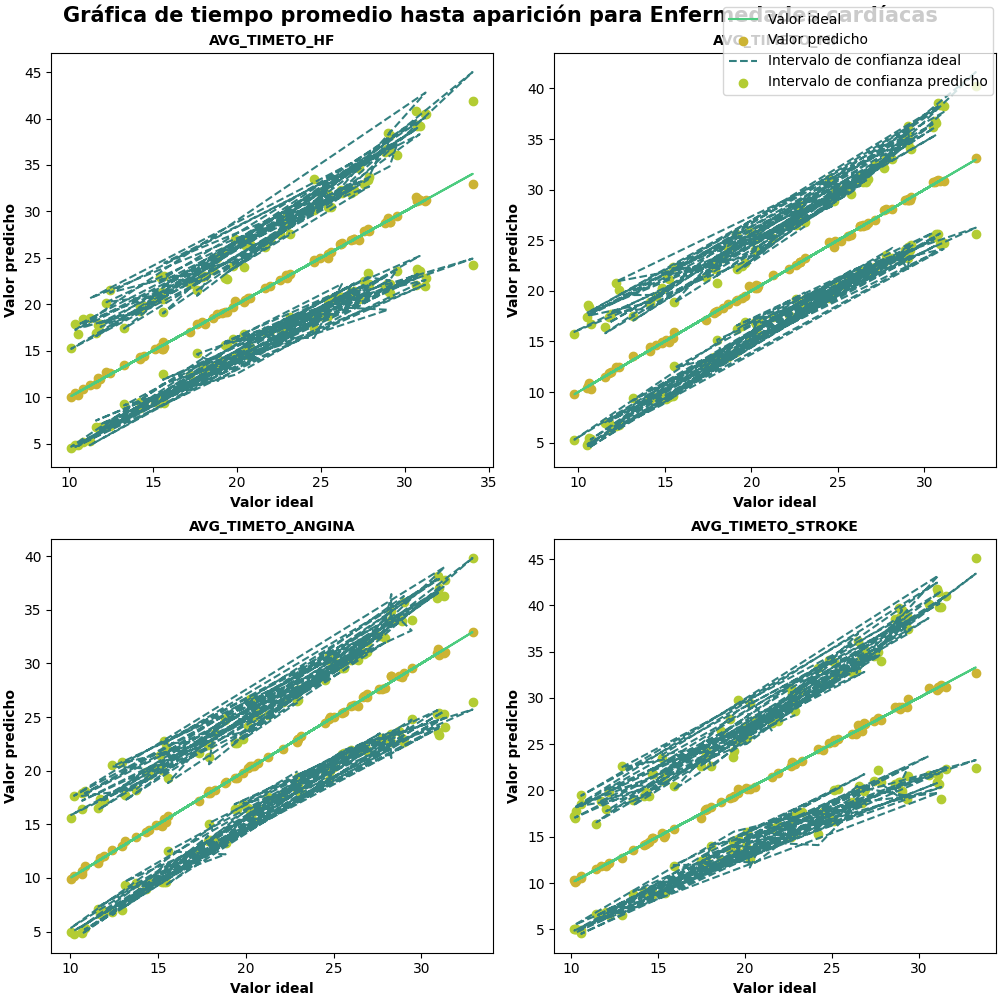 Gráfica de tiempo promedio hasta aparición para Enfermedades cardíacas
Valor ideal
Valor predicho
Intervalo de confianza ideal
Intervalo de confianza predicho
AVG_TIMETO_HF
45
40
35
30
25
20
15
10
5
Valor predicho
10 15 20 25 30 35
Valor ideal
40
35
30
25
20
15
10
5
Valor predicho
10 15 20 25 30
Valor ideal
AVG_TIMETO_ANGINA
40
35
30
25
20
15
10
5
Valor predicho
10 15 20 25 30
Valor ideal
AVG_TIMETO_STROKE
45
40
35
30
25
20
15
10
5
Valor predicho
10 15 20 25 30
Valor ideal